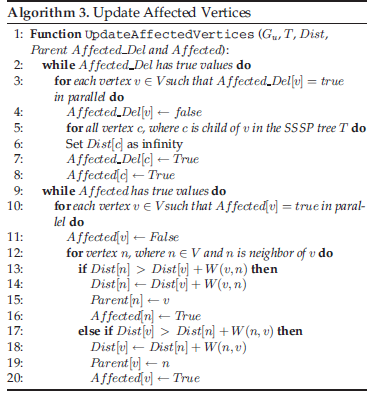 Algorithm 3. Update Affected Vertices
1: Function UpdateAffectedVertices (G_u, T, Dist,
Parent Affected_Del and Affected):
2: while Affected_Del has true values do
3: for each vertex v ∈ V such that Affected_Del[v] = true
in parallel do
4: Affected_Del[v] ← false
5: for all vertex c, where c is child of v in the SSSP tree T do
6: Set Dist[c] as infinity
7: Affected_Del[c] ← True
8: Affected[c] ← True
9: while Affected has true values do
10: for each vertex v ∈ V such that Affected[v] = true in paral-
lel do
11: Affected[v] ← False
12: for vertex n, where n ∈ V and n is neighbor of v do
13: if Dist[n] > Dist[v] + W(v, n) then
14: Dist[n] ← Dist[v] + W(v, n)
15: Parent[n] ← v
16: Affected[n] ← True
17: else if Dist[v] > Dist[n] + W(n, v) then
18: Dist[v] ← Dist[n] + W(n, v)
19: Parent[v] ← n
20: Affected[v] ← True